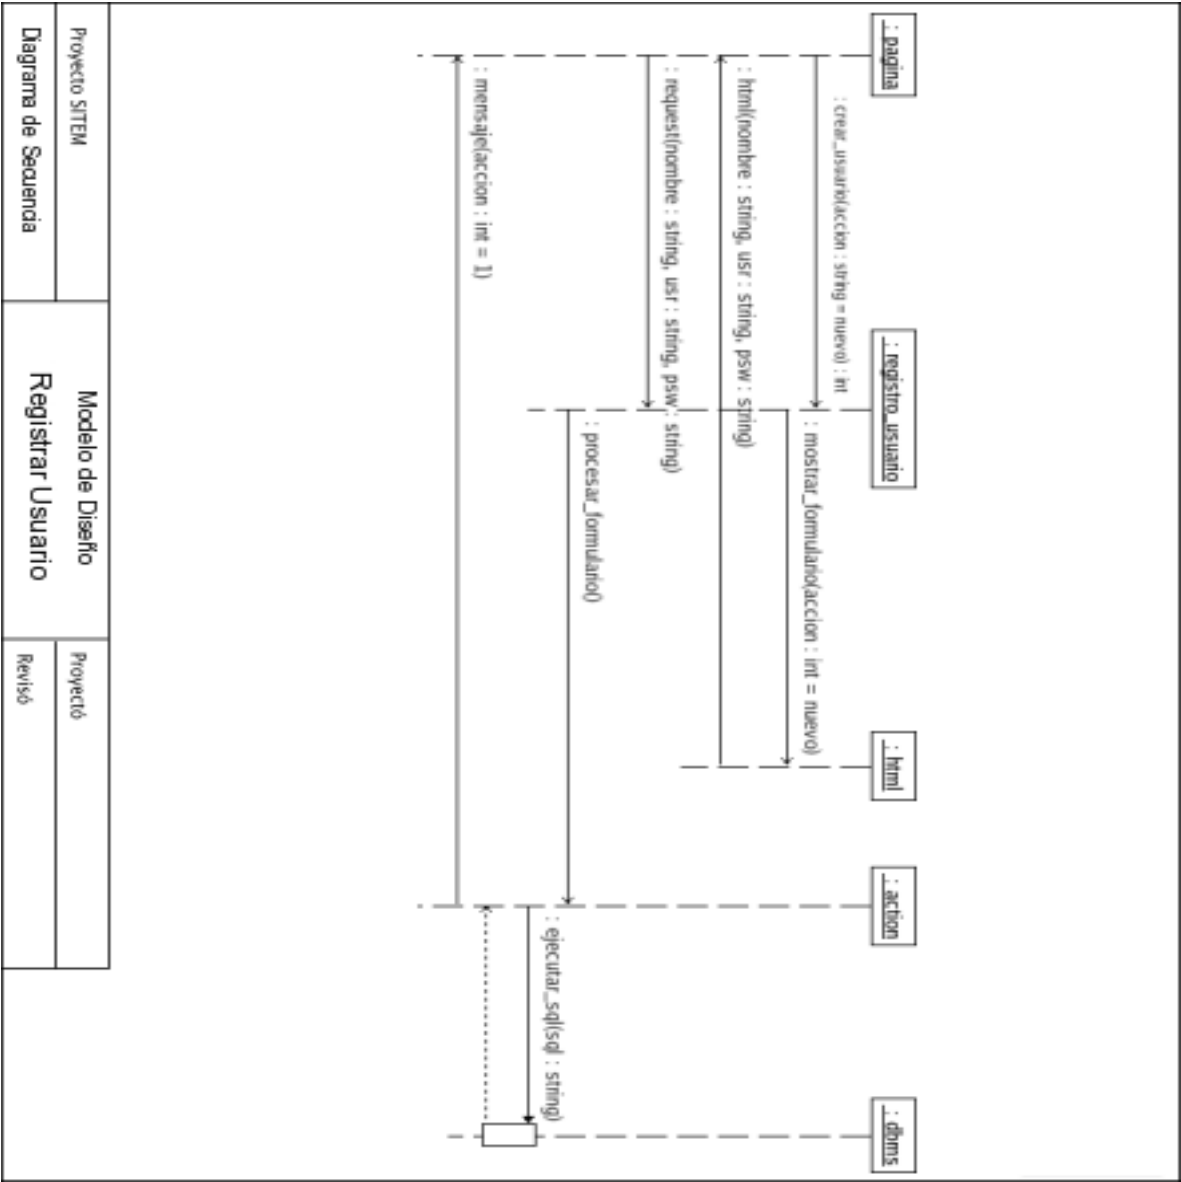 : pagina
: registro_usuario
: html
: action
: dbms
: crear_usuario(accion : string = nuevo) : int
: mostrar_formulario(accion : int = nuevo)
: html(nombre : string, usr : string, psw : string)
: request(nombre : string, usr : string, psw : string)
: procesar_formulario()
: ejecutar_sql(sql : string)
: mensaje(accion : int = 1)
Proyecto SITEM
Modelo de Diseño
Proyectó
Diagrama de Secuencia
Registrar Usuario
Revisó